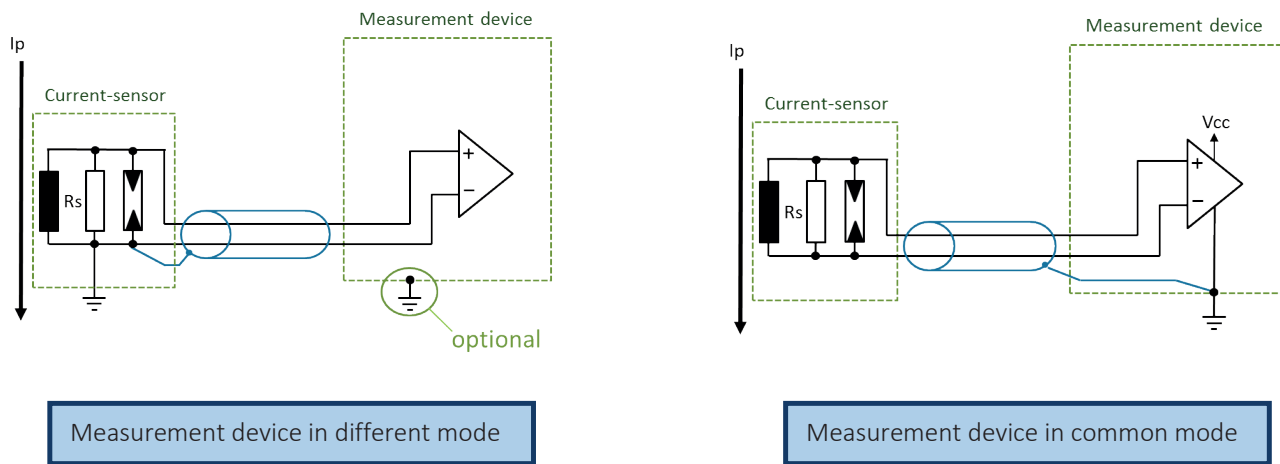 Measurement device
Ip
Current-sensor
Rs
+
−
optional
Measurement device in different mode
Measurement device
Ip
Current-sensor
Vcc
Rs
+
−
Measurement device in common mode